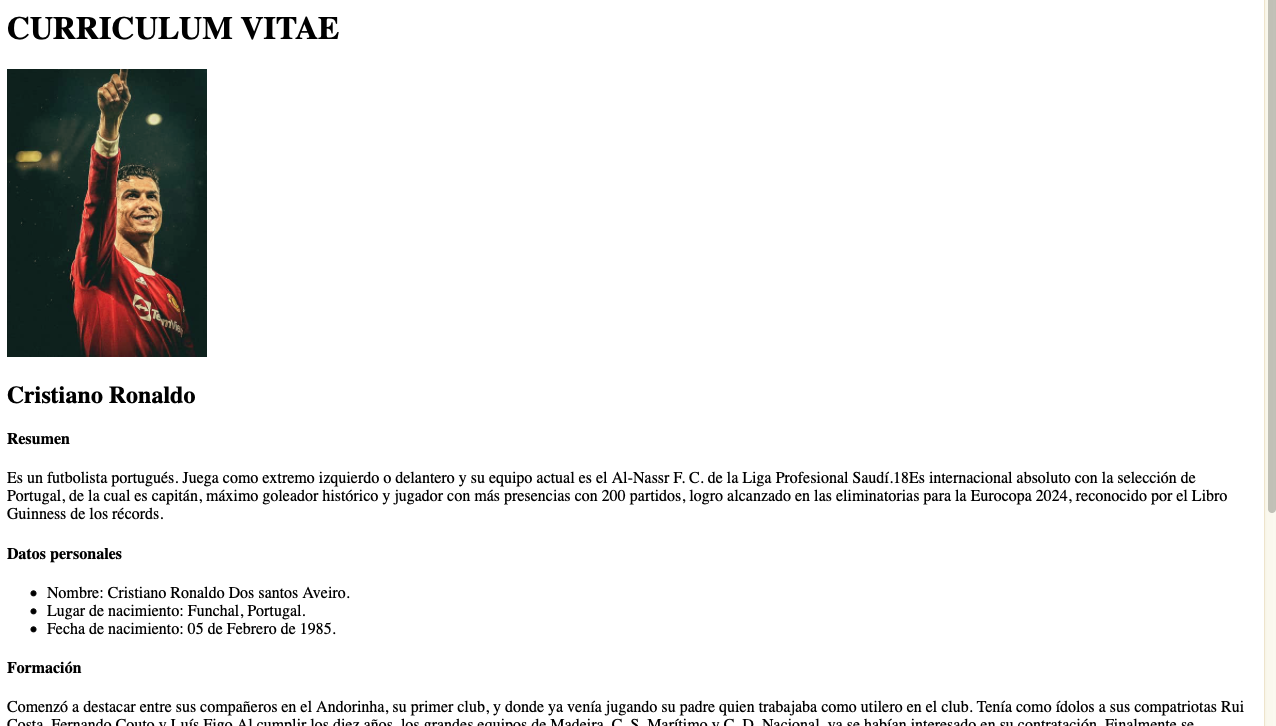 CURRICULUM VITAE
TeamView
Cristiano Ronaldo
Resumen
Es un futbolista portugués. Juega como extremo izquierdo o delantero y su equipo actual es el Al-Nassr F. C. de la Liga Profesional Saudí.18Es internacional absoluto con la selección de
Portugal, de la cual es capitán, máximo goleador histórico y jugador con más presencias con 200 partidos, logro alcanzado en las eliminatorias para la Eurocopa 2024, reconocido por el Libro
Guinness de los récords.
Datos personales
• Nombre: Cristiano Ronaldo Dos santos Aveiro.
• Lugar de nacimiento: Funchal, Portugal.
• Fecha de nacimiento: 05 de Febrero de 1985.
Formación
Comenzó a destacar entre sus compañeros en el Andorinha, su primer club, y donde ya venía jugando su padre quien trabajaba como utilero en el club. Tenía como ídolos a sus compatriotas Rui
Costa, Fernando Couto y Luís Figo.Al cumplir los diez años, los grandes equipos de Madeira, C. S. Marítimo y C. D. Nacional, ya se habían interesado en su contratación. Finalmente se